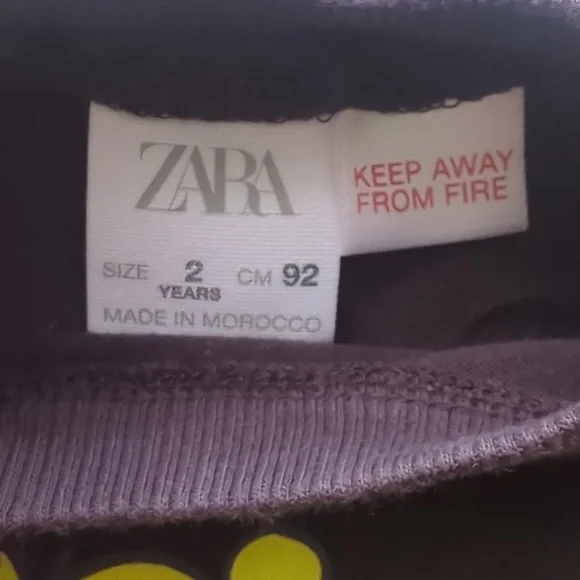 ZARA
KEEP AWAY
FROM FIRE
SIZE 2 CM 92
YEARS
MADE IN MOROCCO